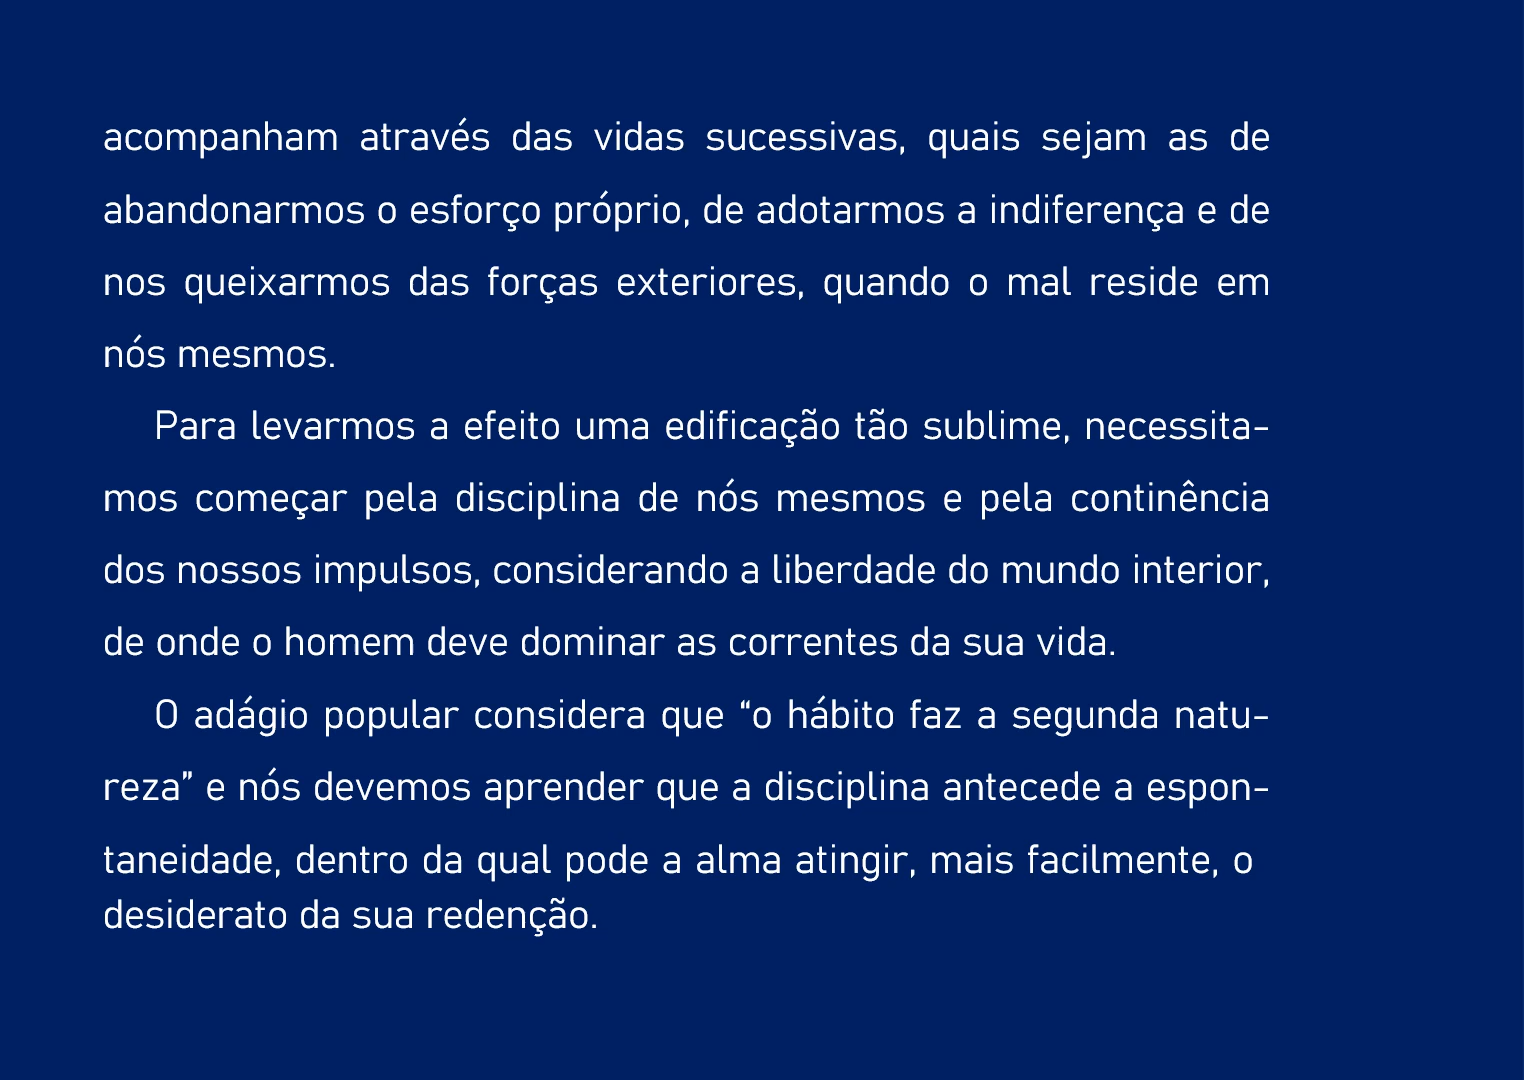 acompanham através das vidas sucessivas, quais sejam as de
abandonarmos o esforço próprio, de adotarmos a indiferença e de
nos queixarmos das forças exteriores, quando o mal reside em
nós mesmos.
Para levarmos a efeito uma edificação tão sublime, necessita-
mos começar pela disciplina de nós mesmos e pela continência
dos nossos impulsos, considerando a liberdade do mundo interior,
de onde o homem deve dominar as correntes da sua vida.
O adágio popular considera que “o hábito faz a segunda natu-
reza” e nós devemos aprender que a disciplina antecede a espon-
taneidade, dentro da qual pode a alma atingir, mais facilmente, o
desiderato da sua redenção.